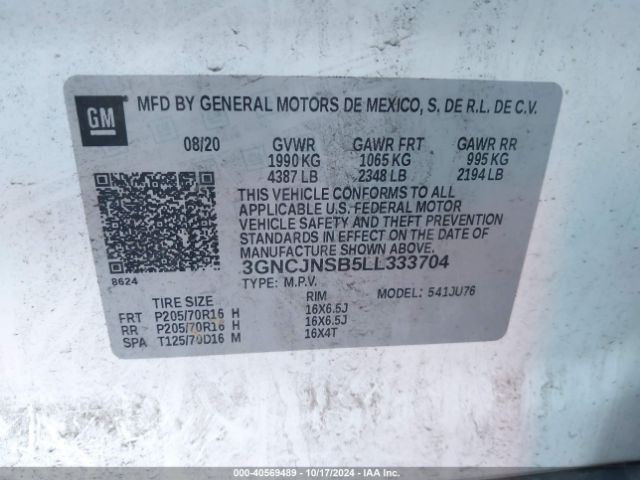 GM
MFD BY GENERAL MOTORS DE MEXICO, S. DE R.L. DE C.V.
08/20 GVWR GAWR FRT GAWR RR
1990 KG 1065 KG 995 KG
4387 LB 2348 LB 2194 LB
THIS VEHICLE CONFORMS TO ALL
APPLICABLE U.S. FEDERAL MOTOR
VEHICLE SAFETY AND THEFT PREVENTION
STANDARDS IN EFFECT ON THE DATE OF
MANUFACTURE SHOWN ABOVE.
3GNCJNSB5LL333704
8624
TYPE: M.P.V. MODEL: 541JU76
TIRE SIZE RIM
FRT P205/70R16 H 16X6.5J
RR P205/70R16 H 16X6.5J
SPA T125/70D16 M 16X4T
000-40569489 - 10/17/2024 - IAAI.COM